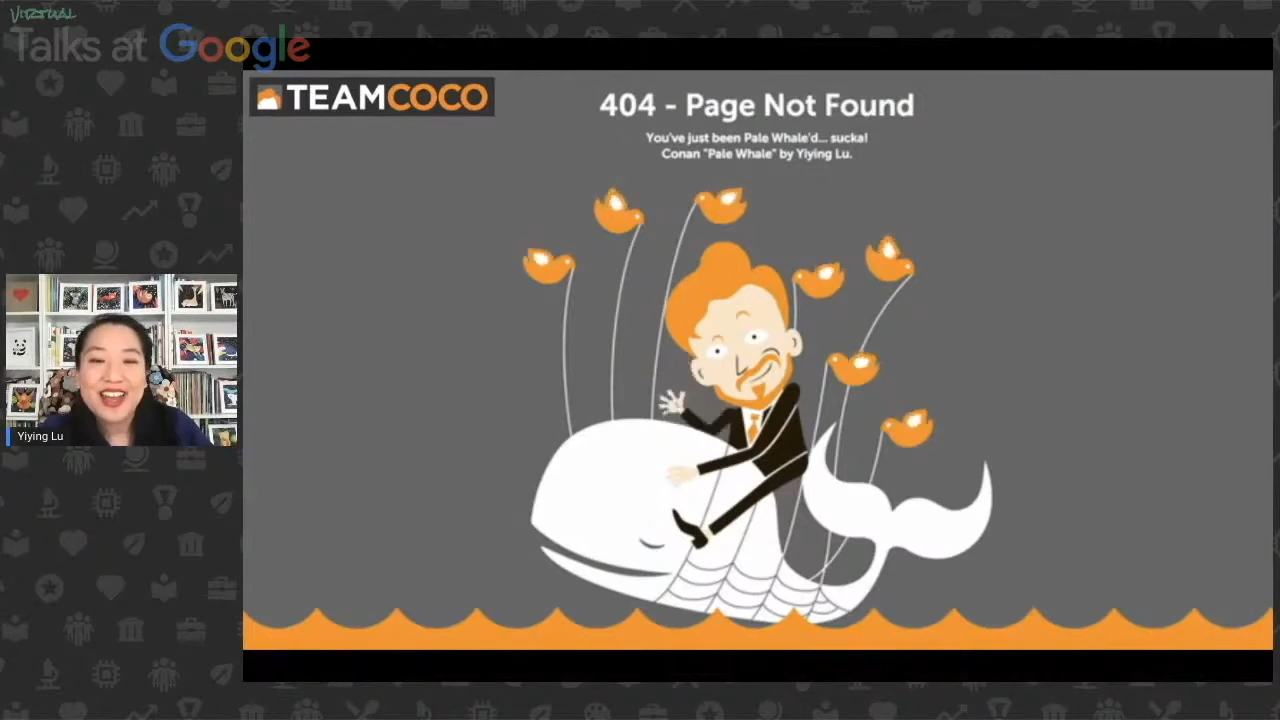 VIRTUAL
Talks at Google
TEAMCOCO
404 - Page Not Found
You've just been Pale Whale'd... sucka!
Conan "Pale Whale" by Yiying Lu.
Yiying Lu